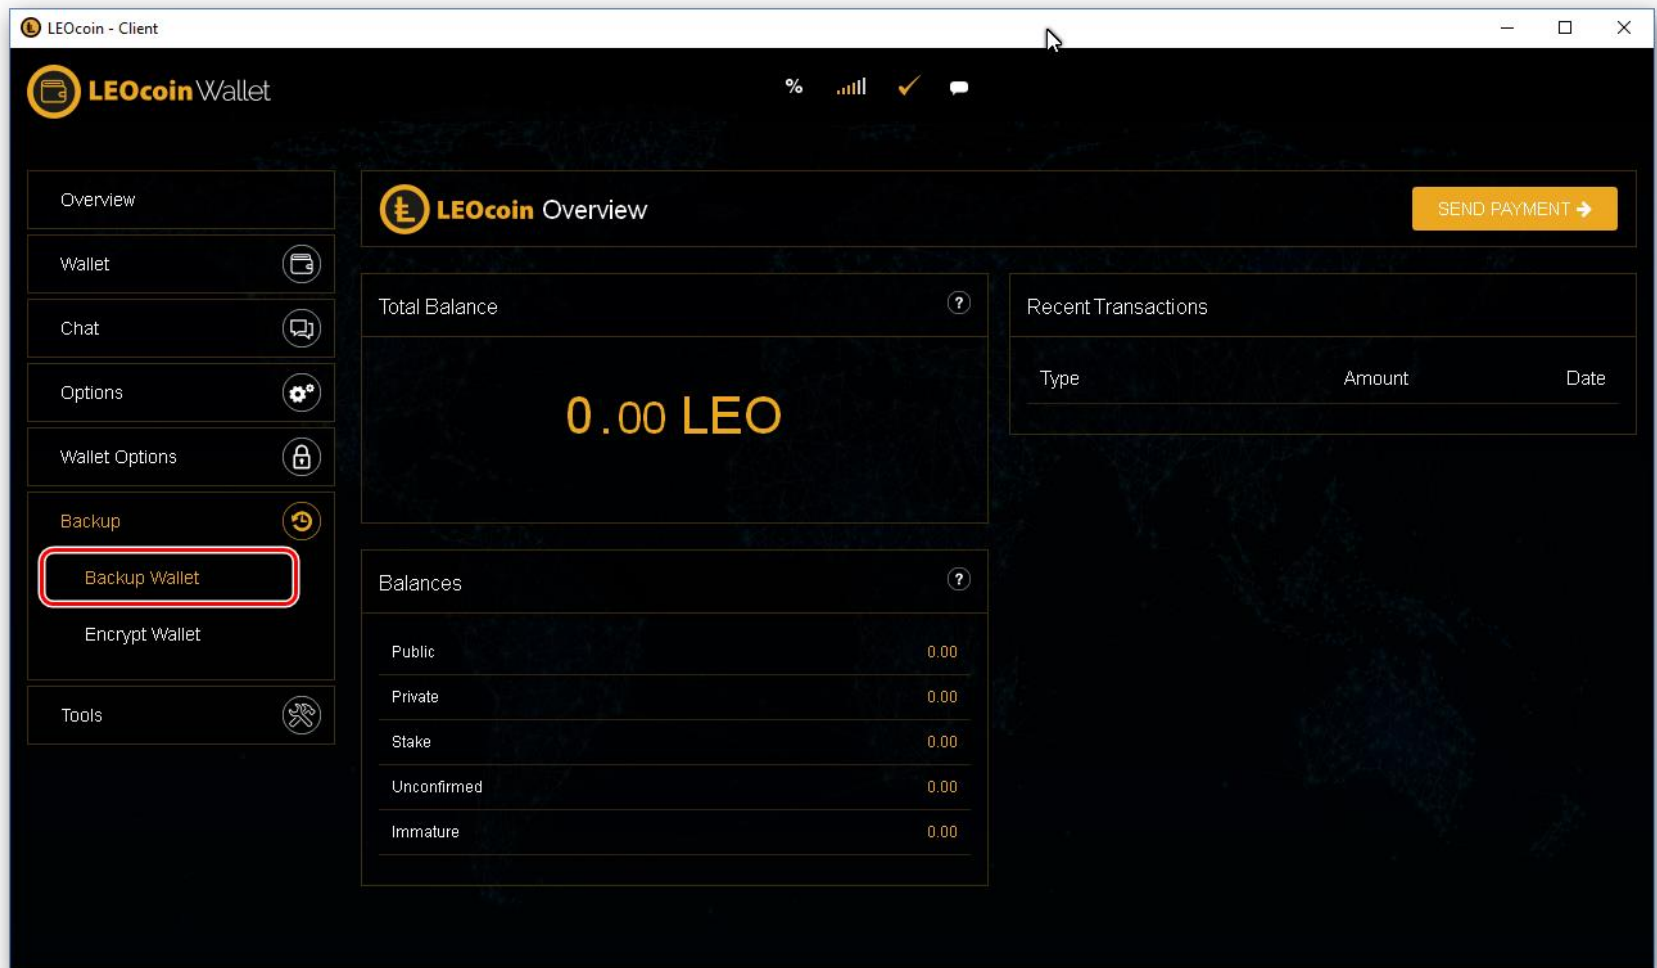 LEOcoin - Client
LEOcoin Wallet
%
Overview
Wallet
Chat
Options
Wallet Options
Backup
Backup Wallet
Encrypt Wallet
Tools
LEOcoin Overview
SEND PAYMENT
Total Balance
?
0.00 LEO
Balances
?
Public 0.00
Private 0.00
Stake 0.00
Unconfirmed 0.00
Immature 0.00
Recent Transactions
Type Amount Date